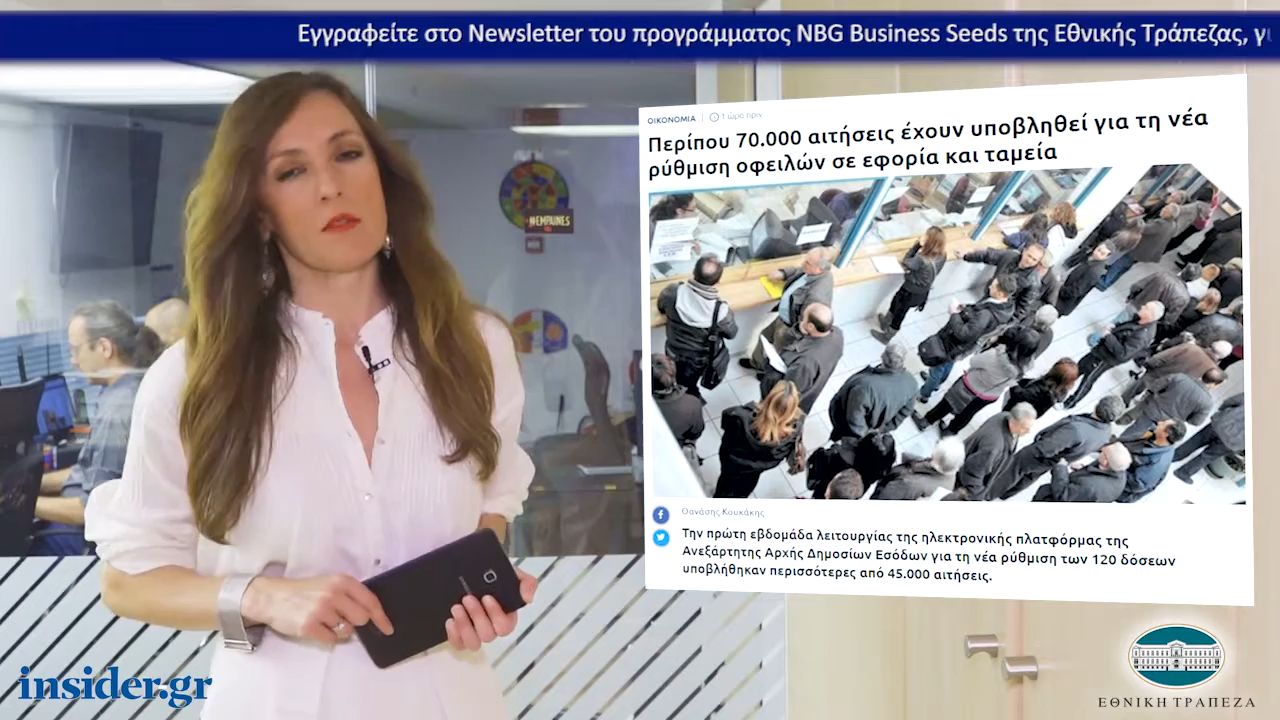 Εγγραφείτε στο Newsletter του προγράμματος NBG Business Seeds της Εθνικής Τράπεζας, γι
ΟΙΚΟΝΟΜΙΑ | 1 ώρα πριν
Περίπου 70.000 αιτήσεις έχουν υποβληθεί για τη νέα
ρύθμιση οφειλών σε εφορία και ταμεία
#EMPAINES
Θανάσης Κουκάκης
Την πρώτη εβδομάδα λειτουργίας της ηλεκτρονικής πλατφόρμας της
Ανεξάρτητης Αρχής Δημοσίων Εσόδων για τη νέα ρύθμιση των 120 δόσεων
υποβλήθηκαν περισσότερες από 45.000 αιτήσεις.
SAMSUNG
insider.gr
ΕΘΝΙΚΗ ΤΡΑΠΕΖΑ